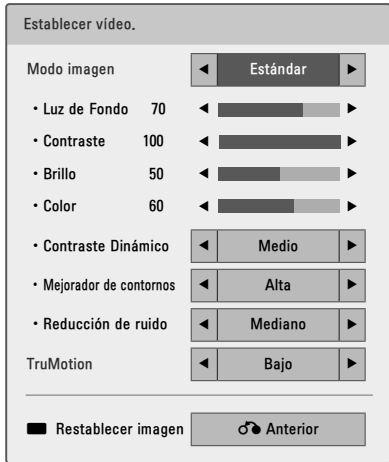 Establecer vídeo.
Modo imagen ◀ Estándar ▶
• Luz de Fondo 70 ◀ ▶
• Contraste 100 ◀ ▶
• Brillo 50 ◀ ▶
• Color 60 ◀ ▶
• Contraste Dinámico ◀ Medio ▶
• Mejorador de contornos ◀ Alta ▶
• Reducción de ruido ◀ Mediano ▶
TruMotion ◀ Bajo ▶
Restablecer imagen Anterior